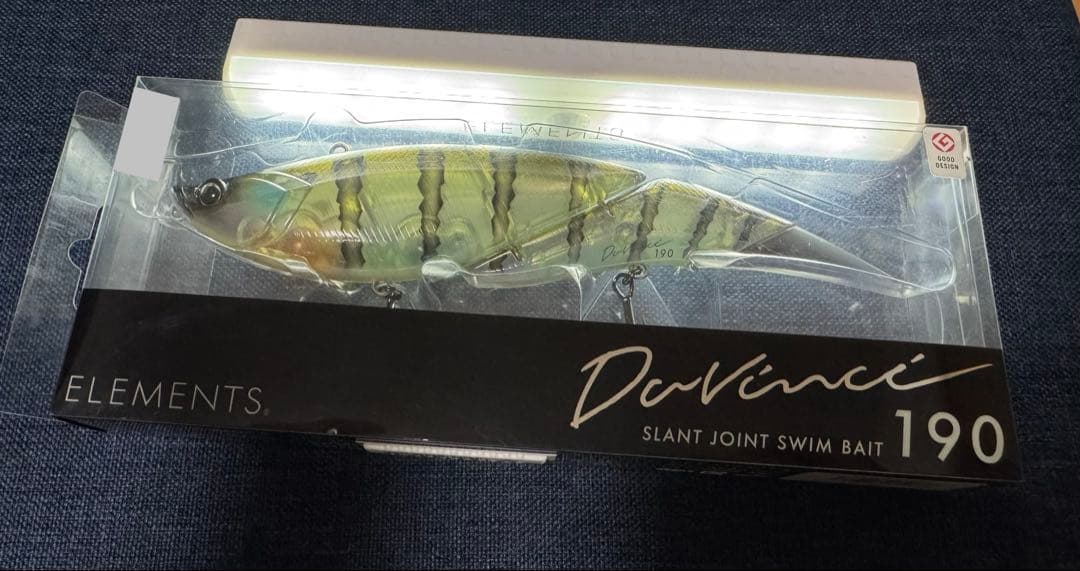 ELEMENTS
GOOD
DESIGN
DaVinci
190
ELEMENTS®
DaVinci
SLANT JOINT SWIM BAIT 190